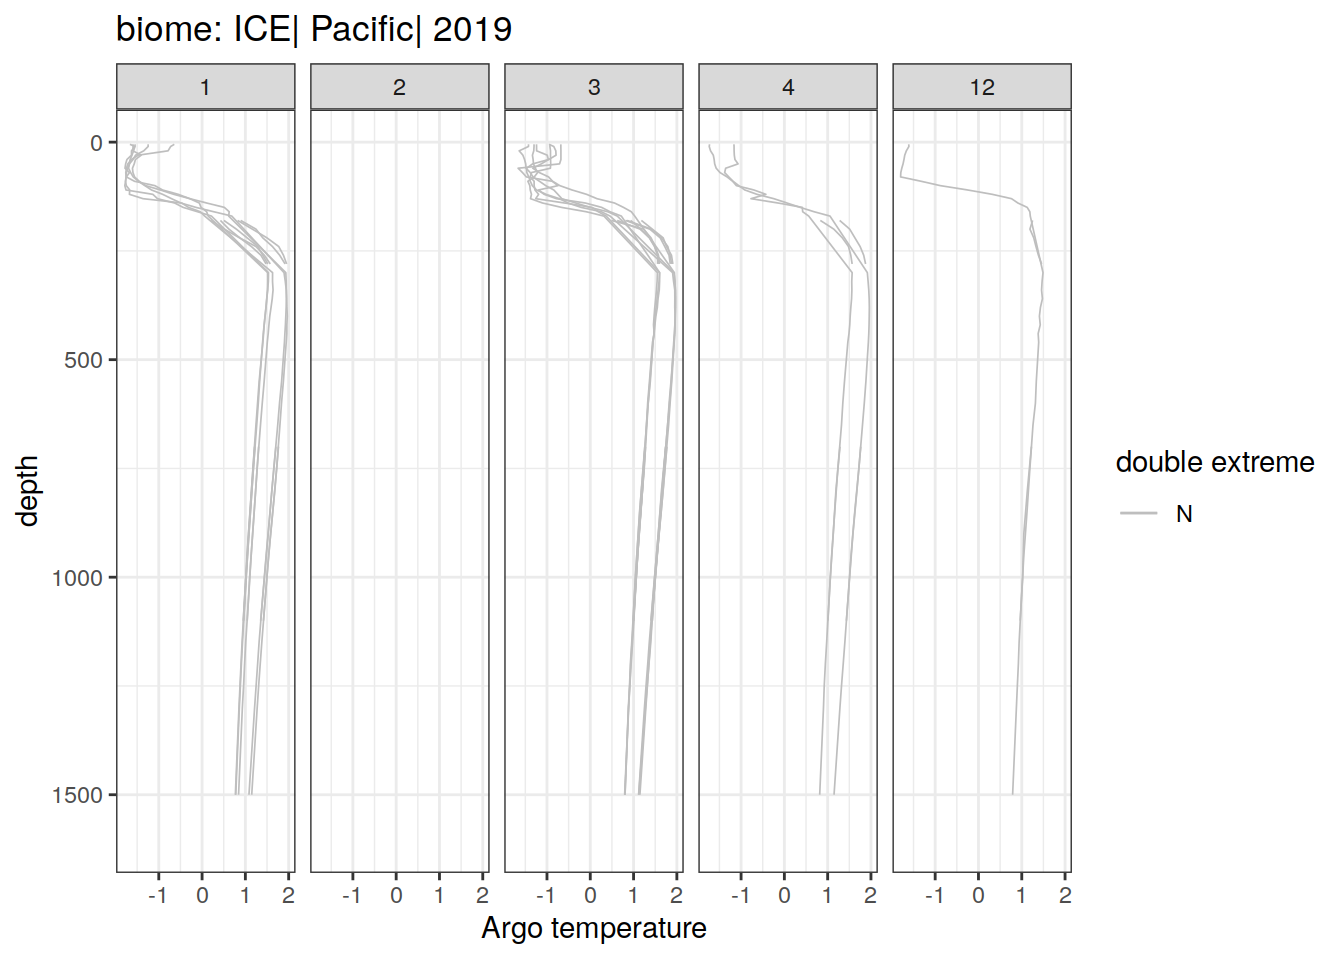 biome: ICE| Pacific| 2019
1 2 3 4 12
0
500
1000
1500
depth
-1 0 1 2 -1 0 1 2 -1 0 1 2 -1 0 1 2 -1 0 1 2
Argo temperature
double extreme
N